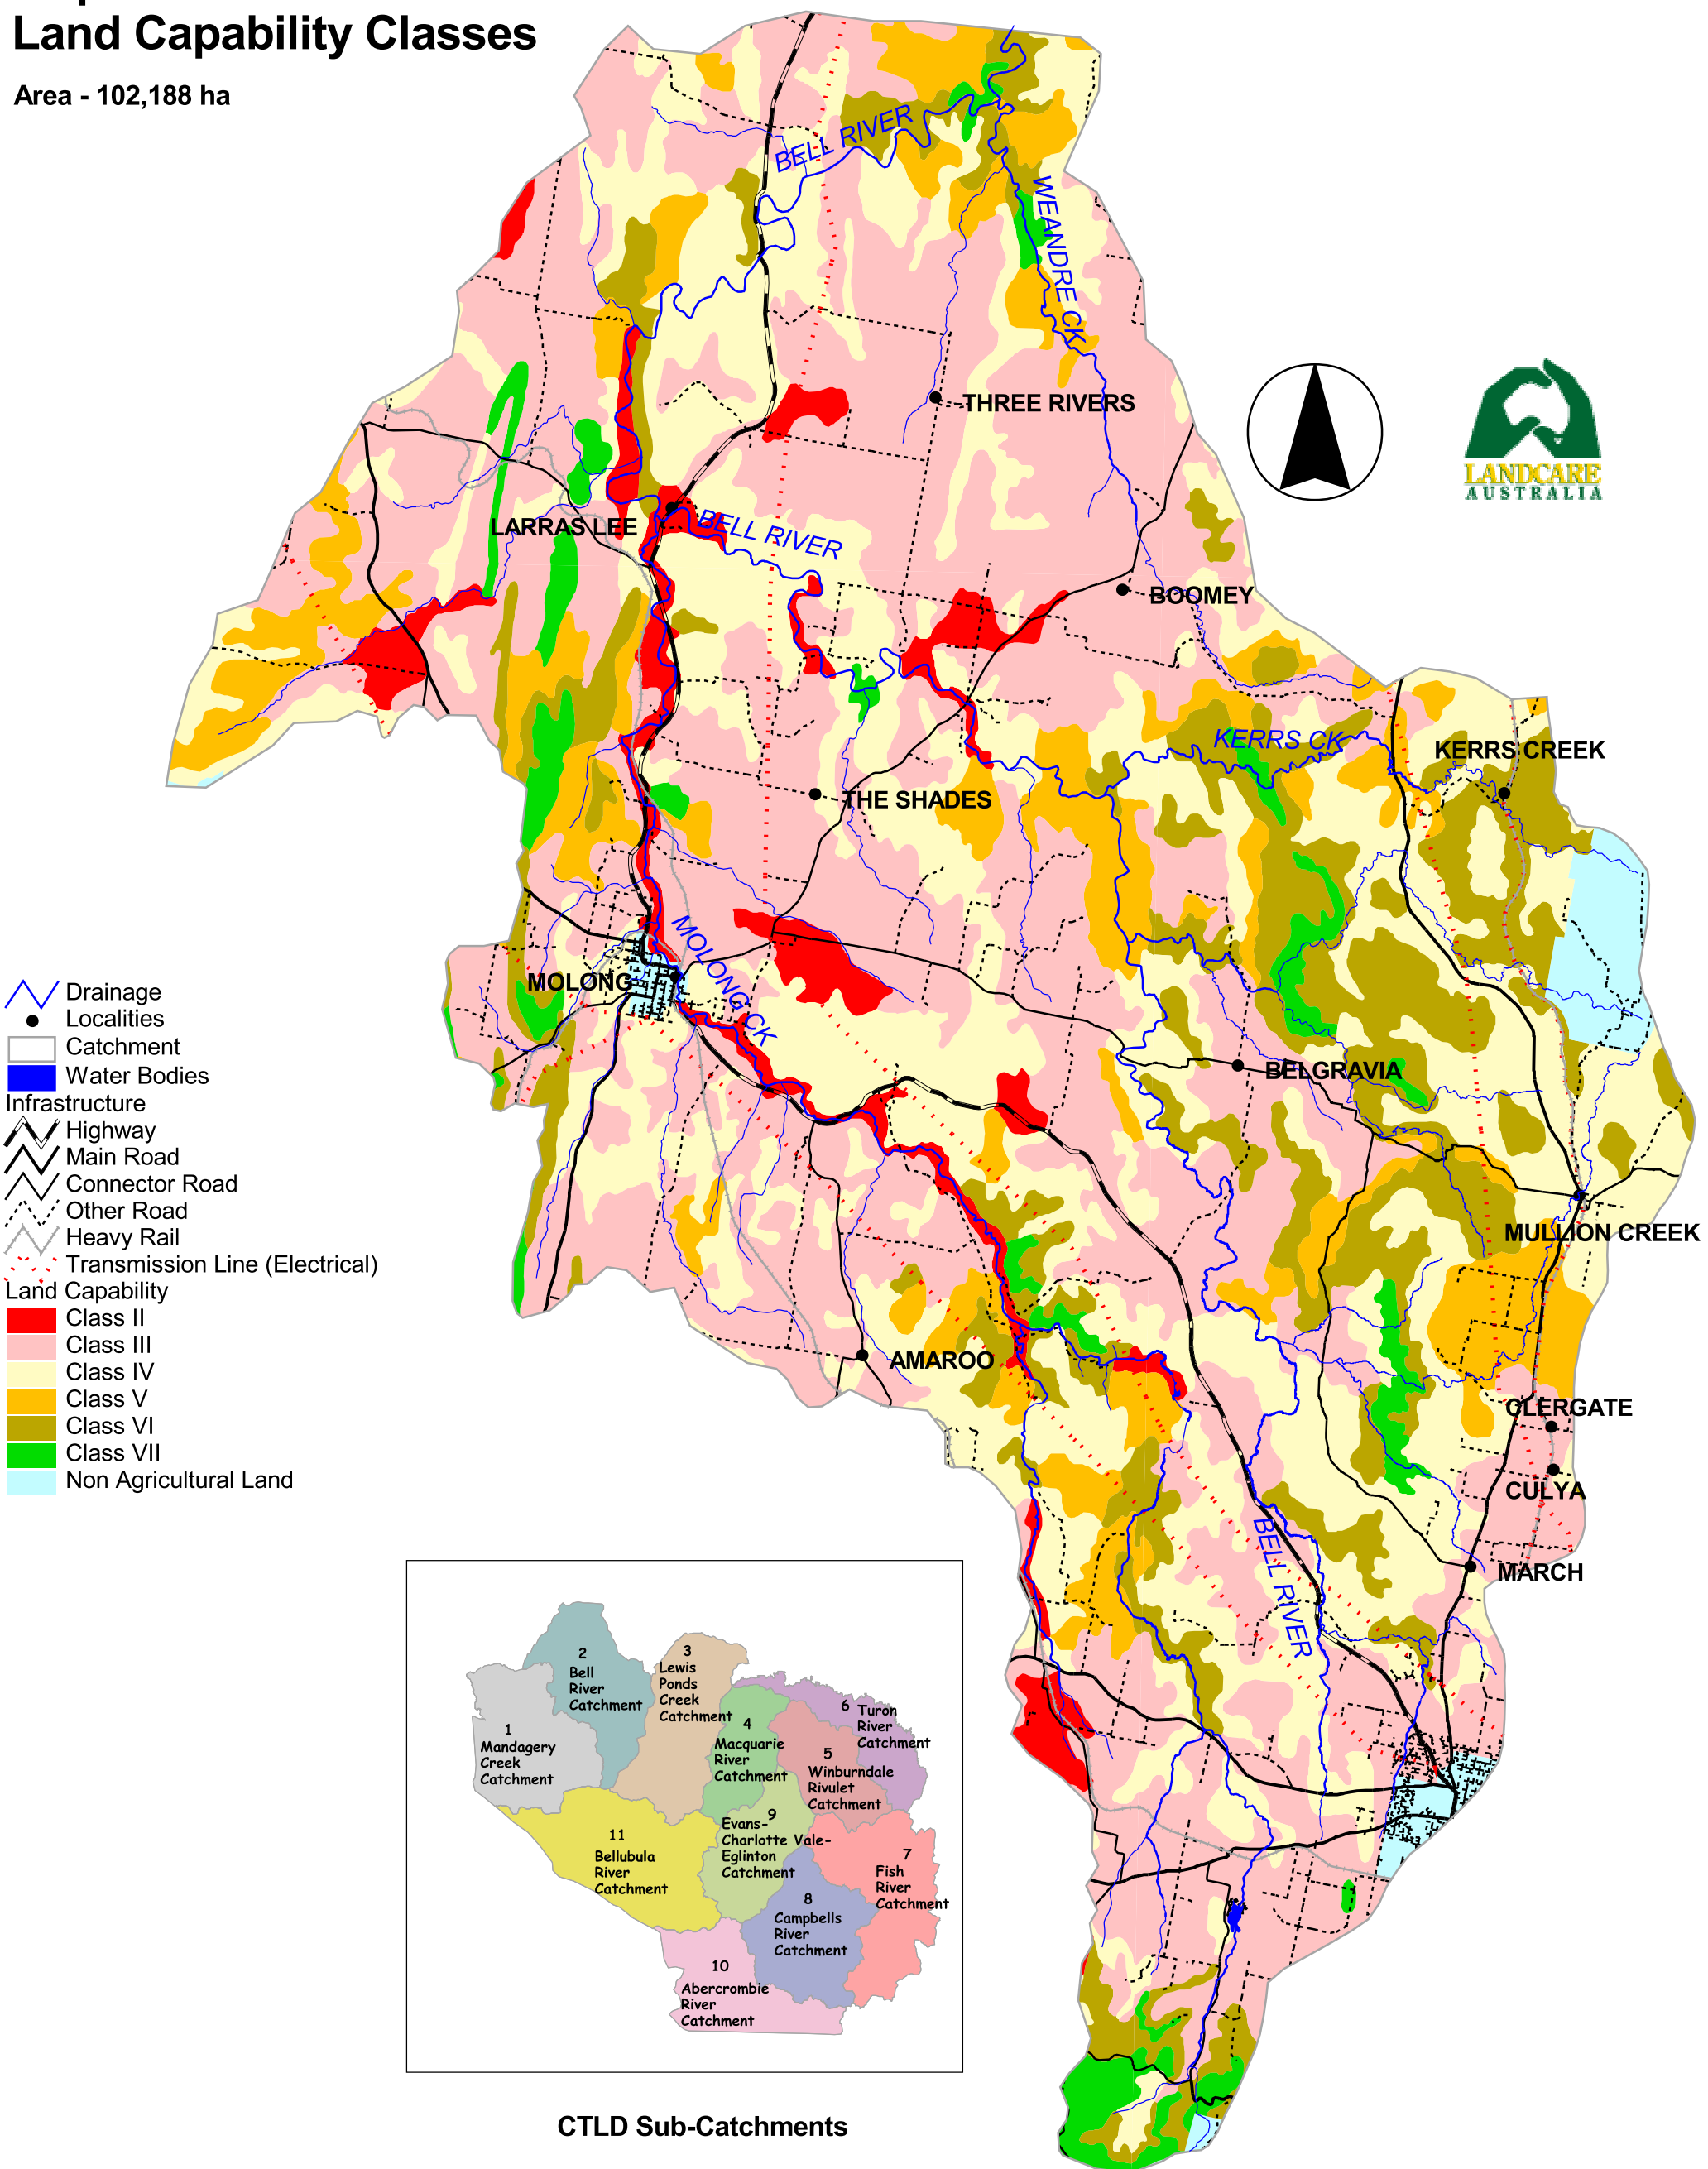 Land Capability Classes
Area - 102,188 ha
BELL RIVER
WEANDRE CK
THREE RIVERS
LANDCARE
AUSTRALIA
LARRAS LEE
BELL RIVER
BOOMEY
KERRS CK
KERRS CREEK
THE SHADES
MOLONG CK
MOLONG
BELGRAVIA
MULLION CREEK
AMAROO
CLERGATE
CULYA
MARCH
BELL RIVER
Drainage
Localities
Catchment
Water Bodies
Infrastructure
Highway
Main Road
Connector Road
Other Road
Heavy Rail
Transmission Line (Electrical)
Land Capability
Class II
Class III
Class IV
Class V
Class VI
Class VII
Non Agricultural Land
1
Mandagery
Creek
Catchment
2
Bell
River
Catchment
3
Lewis
Ponds
Creek
Catchment
4
Macquarie
River
Catchment
5
Winburndale
Rivulet
Catchment
6
Turon
River
Catchment
7
Fish
River
Catchment
8
Campbells
River
Catchment
9
Evans-
Charlotte Vale-
Eglinton
Catchment
10
Abercrombie
River
Catchment
11
Bellubula
River
Catchment
CTLD Sub-Catchments